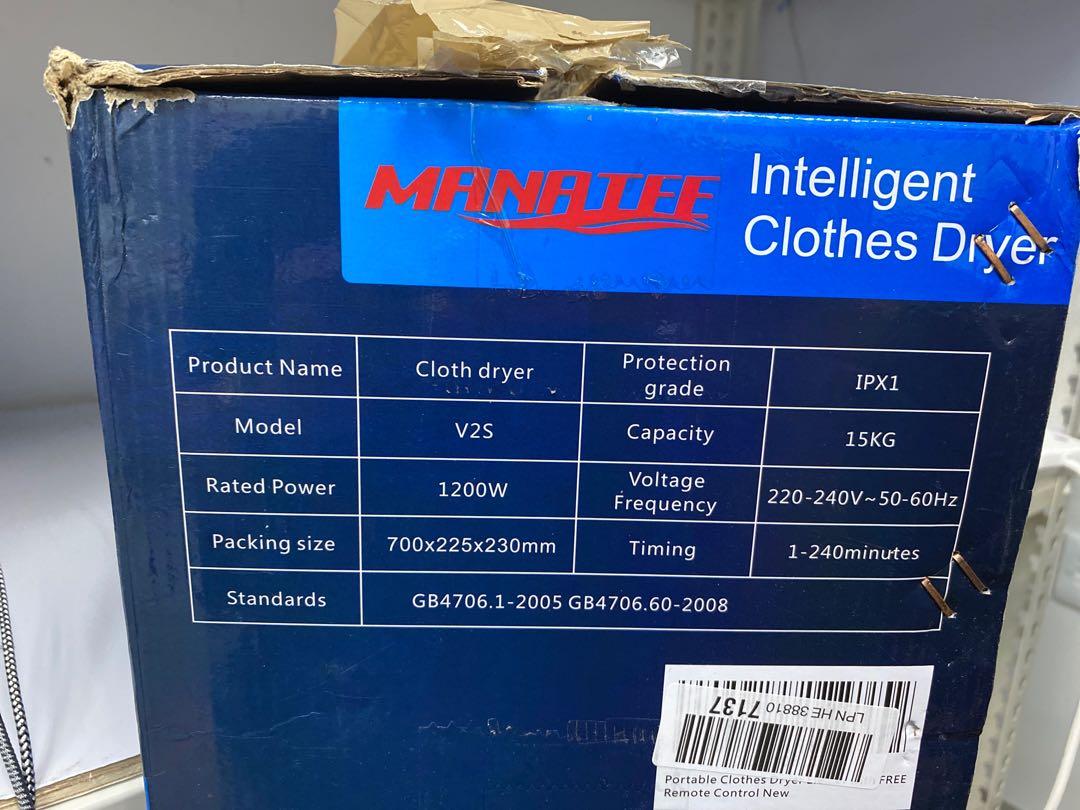 MANATEE
Intelligent
Clothes Dryer
Product Name
Cloth dryer
Protection
grade
IPX1
Model
V2S
Capacity
15KG
Rated Power
1200W
Voltage
Frequency
220-240V~50-60Hz
Packing size
700x225x230mm
Timing
1-240minutes
Standards
GB4706.1-2005 GB4706.60-2008
LPN HE 38810 7137
Portable Clothes Dryer FREE
Remote Control New